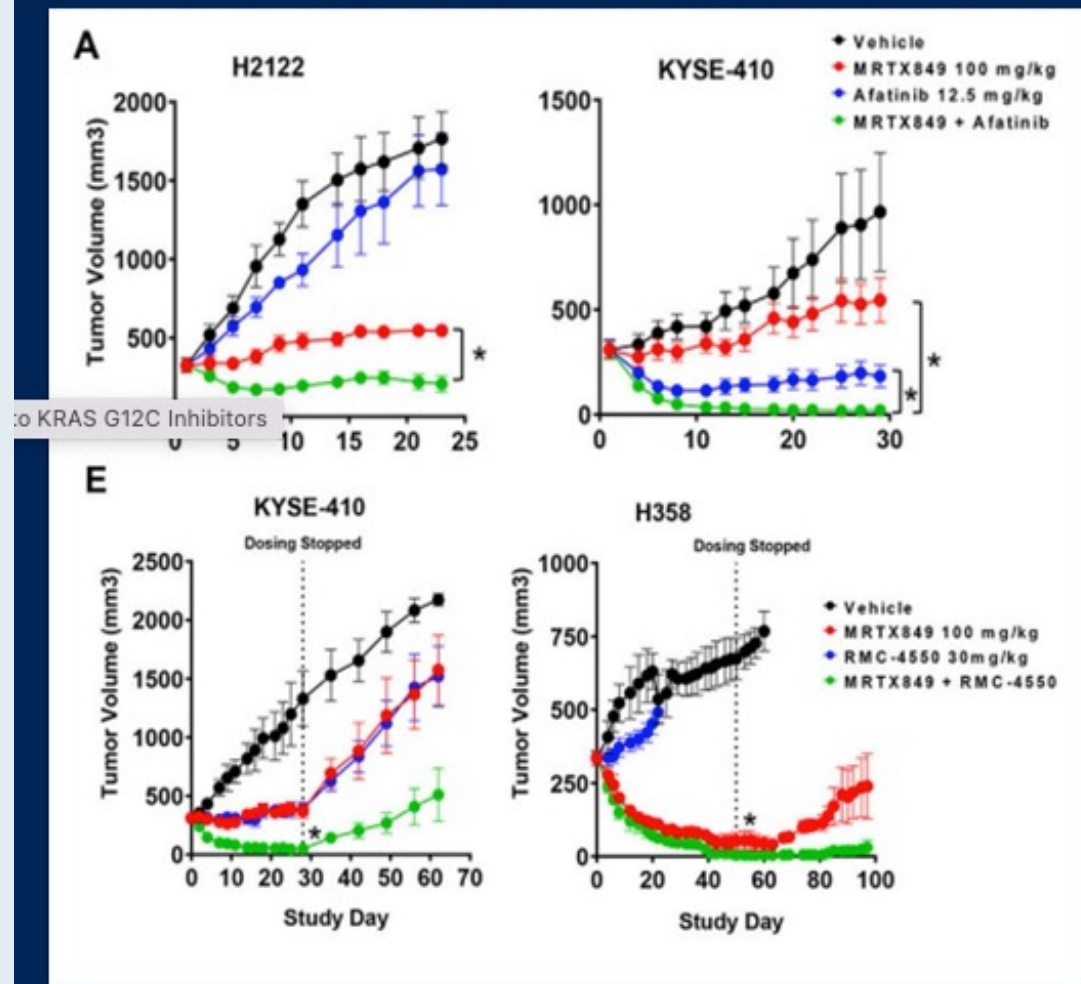 A
H2122
KYSE-410
Vehicle
MRTX849 100 mg/kg
Afatinib 12.5 mg/kg
MRTX849 + Afatinib
Tumor Volume (mm3)
2000
1500
1000
500
0
5
10
15
20
25
1500
1000
500
0
0
10
20
30
*
*
*
to KRAS G12C Inhibitors
E
KYSE-410
Dosing Stopped
Tumor Volume (mm3)
2500
2000
1500
1000
500
0
0
10
20
30
40
50
60
70
*
Study Day
H358
Dosing Stopped
Tumor Volume (mm3)
1000
750
500
250
0
0
20
40
60
80
100
*
Study Day
Vehicle
MRTX849 100 mg/kg
RMC-4550 30mg/kg
MRTX849 + RMC-4550